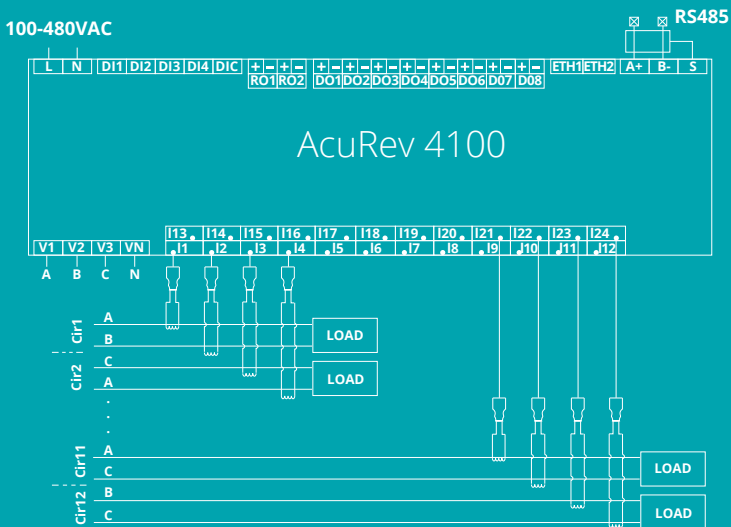 100-480VAC
RS485
L N DI1 DI2 DI3 DI4 DIC + - + - + - + - + - + - + - + - + - + - ETH1 ETH2 A+ B- S
RO1 RO2 DO1 DO2 DO3 DO4 DO5 DO6 D07 D08
AcuRev 4100
I13 I14 I15 I16 I17 I18 I19 I20 I21 I22 I23 I24
V1 V2 V3 VN I1 I2 I3 I4 I5 I6 I7 I8 I9 I10 I11 I12
A B C N
Cir1
A
B
LOAD
Cir2
C
A
LOAD
.
.
.
Cir11
A
C
LOAD
Cir12
B
C
LOAD